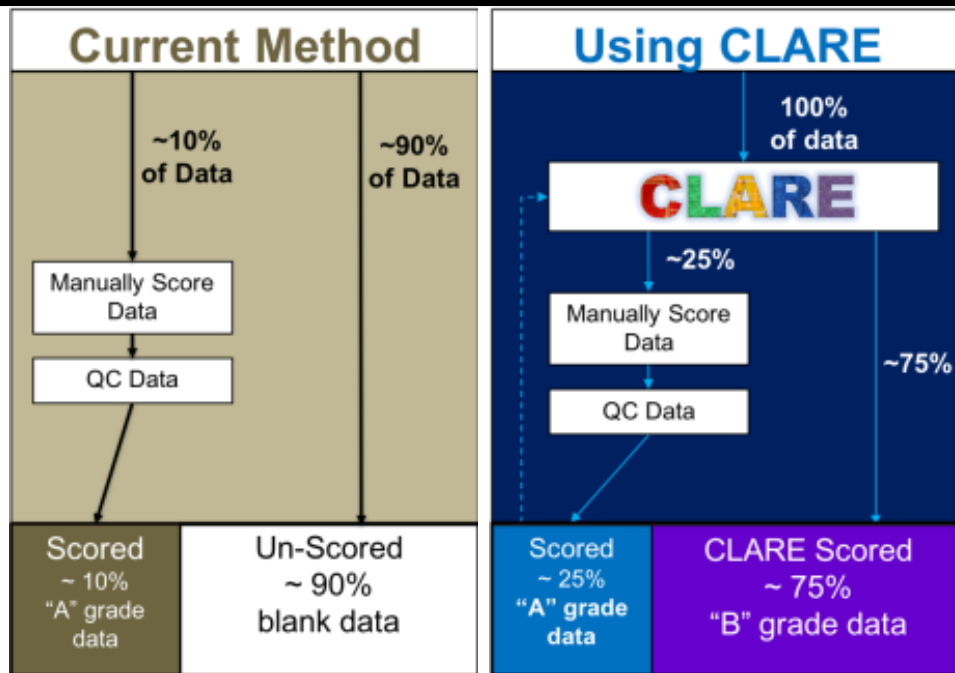 Current Method
~10%
of Data
~90%
of Data
Manually Score
Data
QC Data
Scored
~ 10%
"A" grade
data
Un-Scored
~ 90%
blank data
Using CLARE
100%
of data
CLARE
~25%
Manually Score
Data
~75%
QC Data
Scored
~ 25%
"A" grade
data
CLARE Scored
~ 75%
"B" grade data